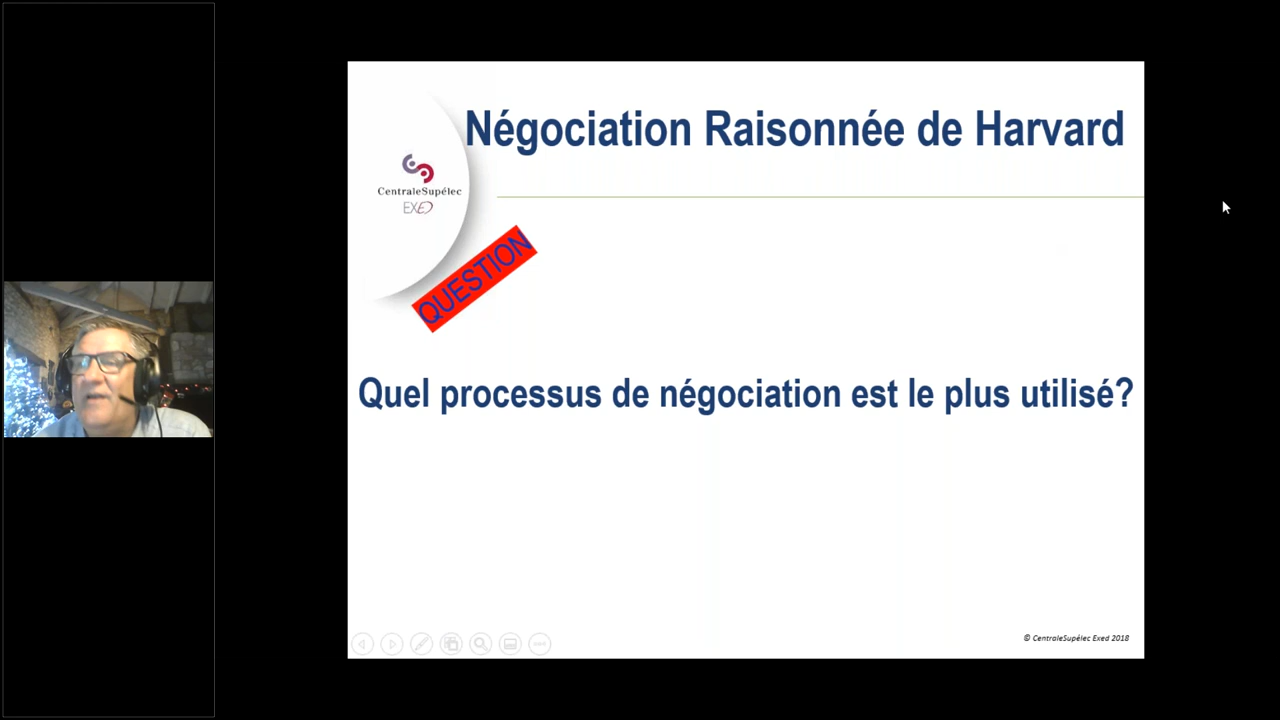 Négociation Raisonnée de Harvard
CentraleSupélec
EXED
QUESTION
Quel processus de négociation est le plus utilisé?
© CentraleSupélec Exed 2018